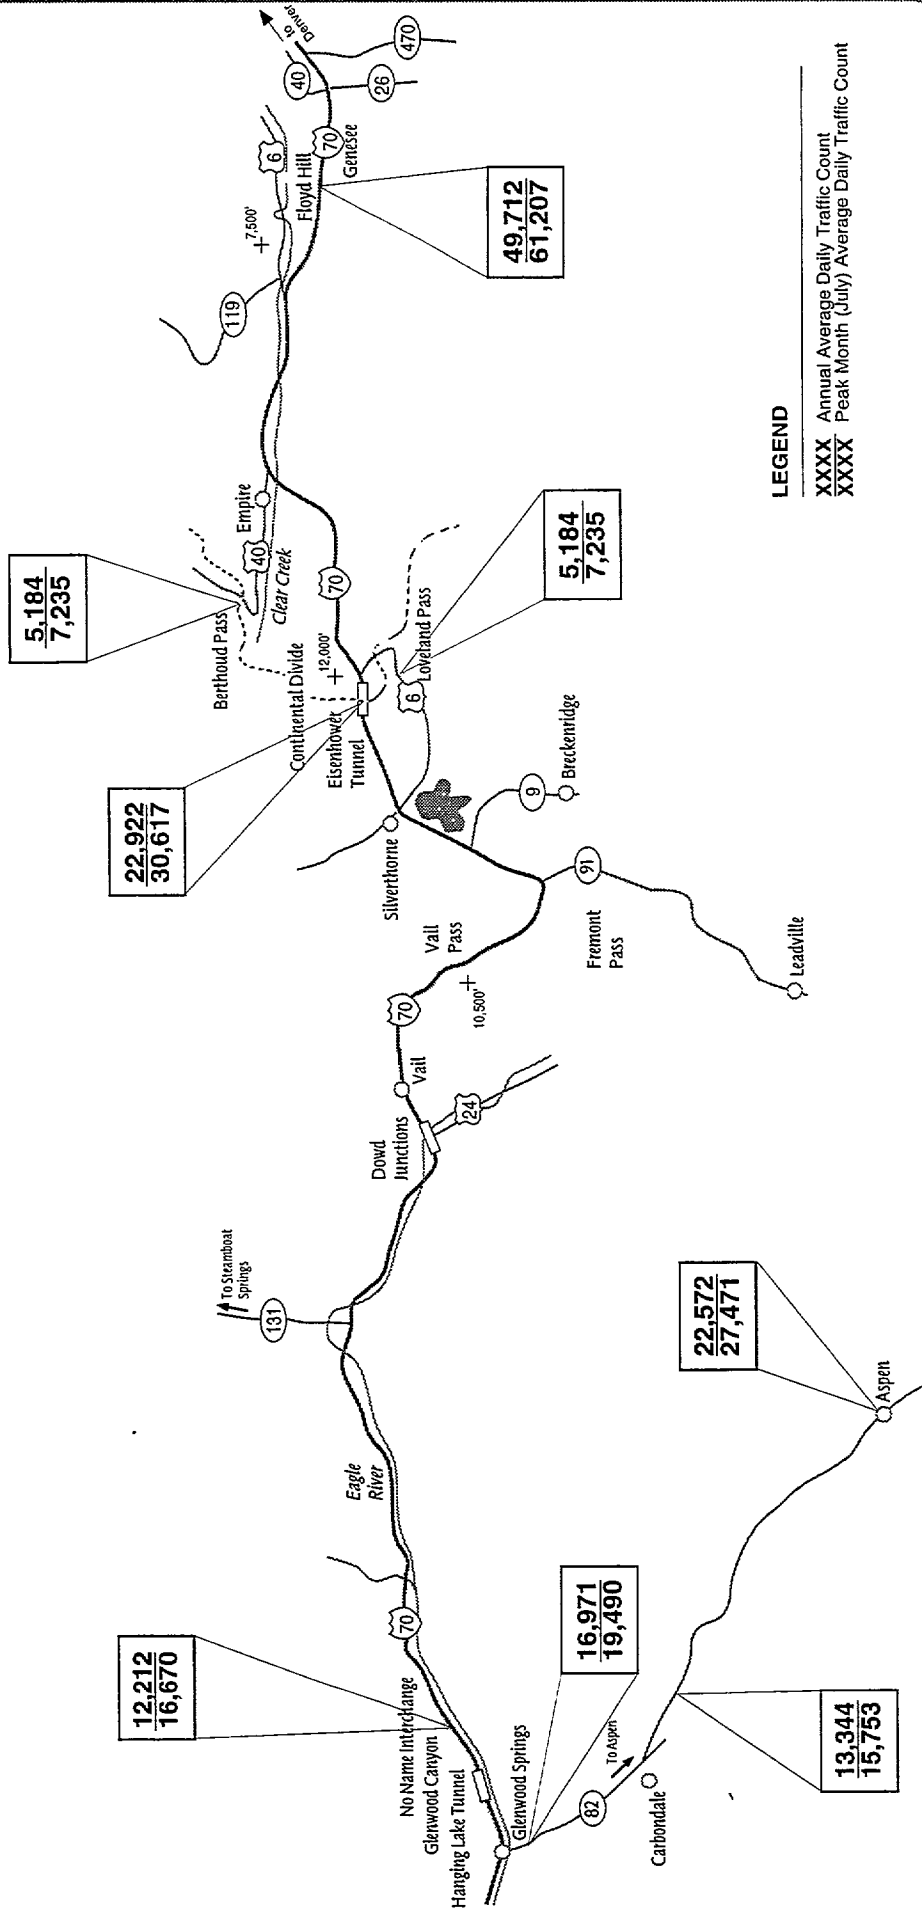 Denver
to
470
40
26
6
70
Genesee
Floyd Hill
7,500'
119
49,712
61,207
Empire
40
Clear Creek
Berthoud Pass
5,184
7,235
70
12,000'
Continental Divide
Eisenhower
Tunnel
Loveland Pass
6
5,184
7,235
22,922
30,617
Silverthorne
9
Breckenridge
91
Fremont
Pass
Leadville
Vail
Pass
10,500'
70
Vail
Dowd
Junctions
24
To Steamboat
Springs
131
Eagle
River
70
12,212
16,670
No Name Interchange
Glenwood Canyon
Hanging Lake Tunnel
Glenwood Springs
16,971
19,490
82
To Aspen
Carbondale
13,344
15,753
22,572
27,471
Aspen
LEGEND
XXXX Annual Average Daily Traffic Count
XXXX Peak Month (July) Average Daily Traffic Count